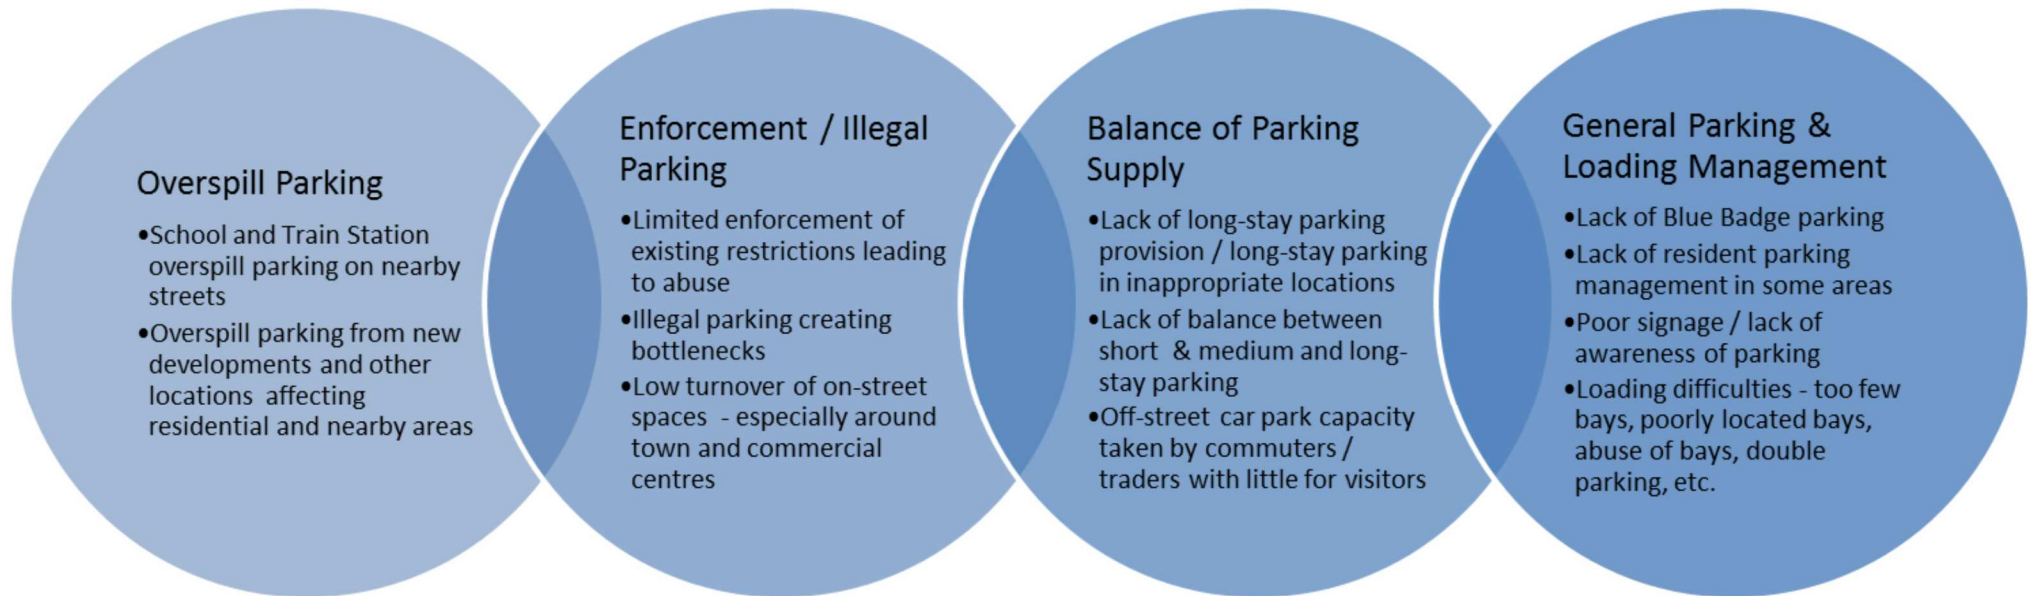 Overspill Parking
•School and Train Station
overspill parking on nearby
streets
•Overspill parking from new
developments and other
locations affecting
residential and nearby areas
Enforcement / Illegal
Parking
•Limited enforcement of
existing restrictions leading
to abuse
•Illegal parking creating
bottlenecks
•Low turnover of on-street
spaces - especially around
town and commercial
centres
Balance of Parking
Supply
•Lack of long-stay parking
provision / long-stay parking
in inappropriate locations
•Lack of balance between
short & medium and long-
stay parking
•Off-street car park capacity
taken by commuters /
traders with little for visitors
General Parking &
Loading Management
•Lack of Blue Badge parking
•Lack of resident parking
management in some areas
•Poor signage / lack of
awareness of parking
•Loading difficulties - too few
bays, poorly located bays,
abuse of bays, double
parking, etc.